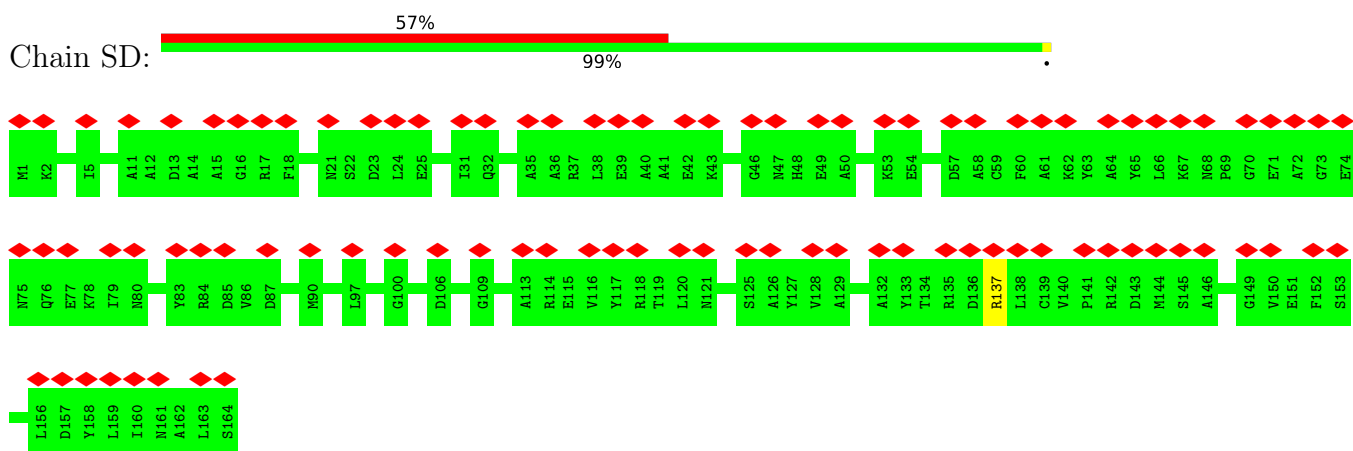 57%
Chain SD:
99%
•
M1 K2 I5 A11 A12 D13 A14 A15 G16 R17 F18 N21 S22 D23 L24 E25 I31 Q32 A35 A36 R37 L38 E39 A40 A41 E42 K43 G46 N47 H48 E49 A50 K53 E54 D57 A58 C59 F60 A61 K62 Y63 A64 Y65 L66 K67 N68 P69 G70 E71 A72 G73 E74
N75 Q76 E77 K78 I79 N80 Y83 R84 D85 V86 D87 M90 L97 G100 D106 G109 A113 R114 E115 V116 Y117 R118 T119 L120 N121 S125 A126 Y127 V128 A129 A132 Y133 T134 R135 D136 R137 L138 C139 V140 P141 R142 D143 M144 S145 A146 G149 V150 E151 F152 S153
L156 D157 Y158 L159 I160 N161 A162 L163 S164